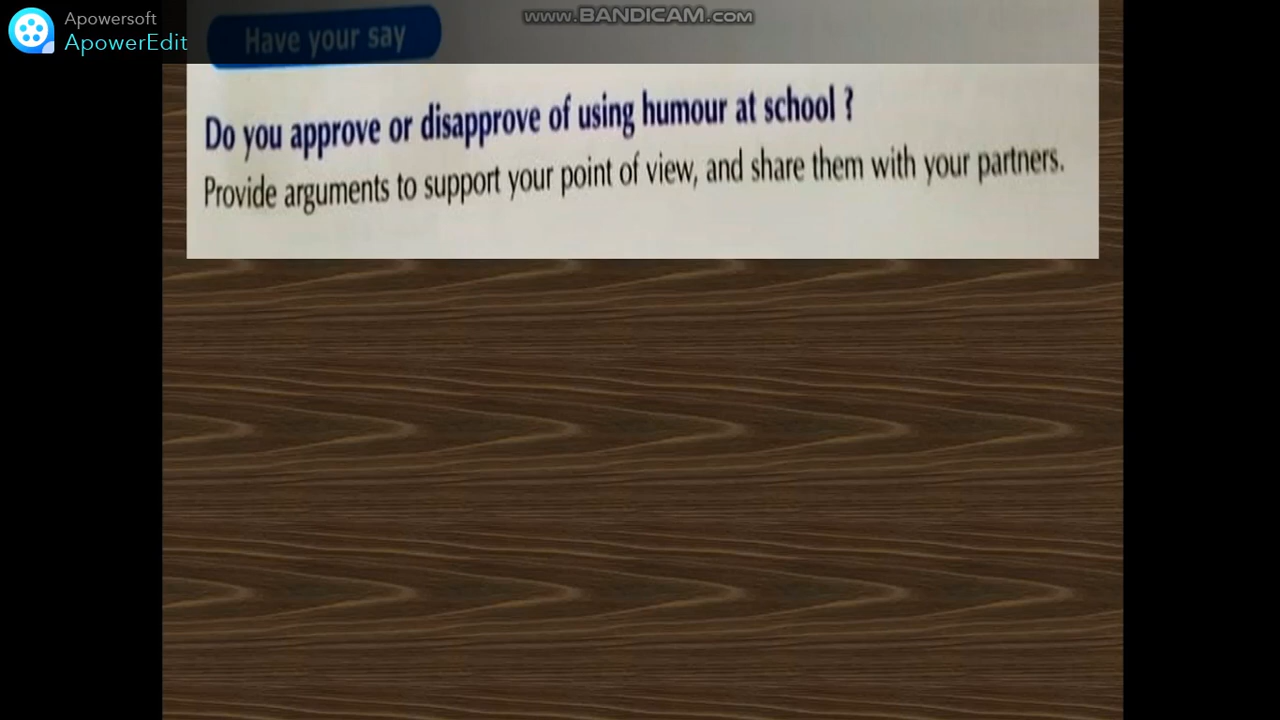 Apowersoft
ApowerEdit
www.BANDICAM.com
Have your say
Do you approve or disapprove of using humour at school ?
Provide arguments to support your point of view, and share them with your partners.